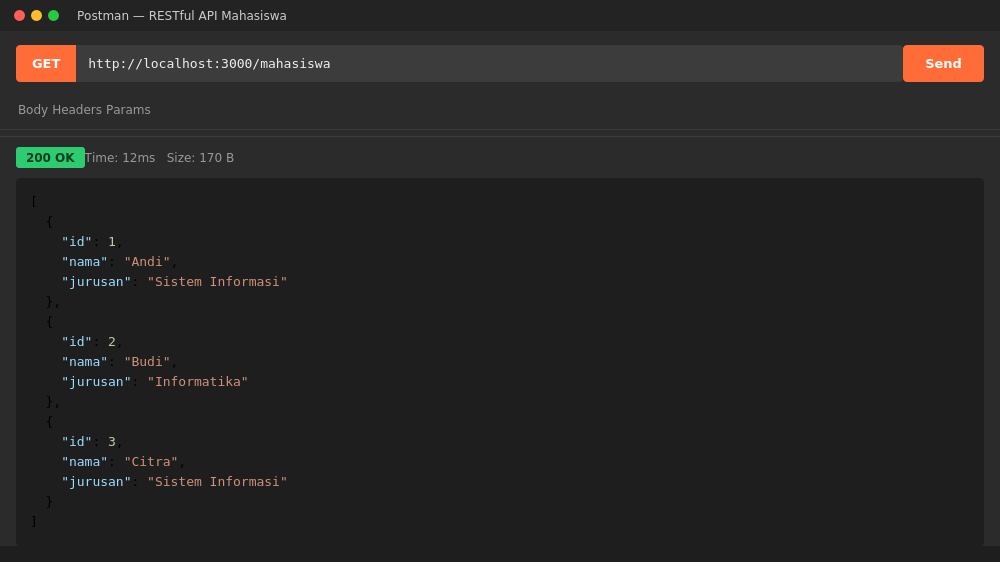 Postman — RESTful API Mahasiswa
GET http://localhost:3000/mahasiswa Send
Body Headers Params
200 OK Time: 12ms Size: 170 B
[
  {
    "id": 1,
    "nama": "Andi",
    "jurusan": "Sistem Informasi"
  },
  {
    "id": 2,
    "nama": "Budi",
    "jurusan": "Informatika"
  },
  {
    "id": 3,
    "nama": "Citra",
    "jurusan": "Sistem Informasi"
  }
]